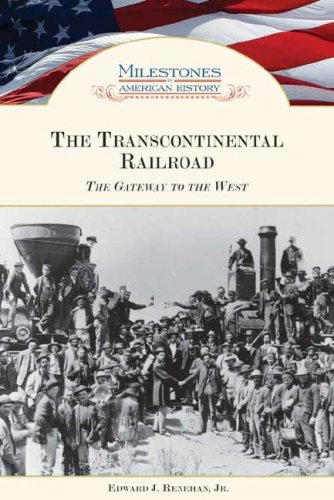 MILESTONES
IN
AMERICAN HISTORY
THE TRANSCONTINENTAL
RAILROAD
THE GATEWAY TO THE WEST
EDWARD J. RENEHAN, JR.